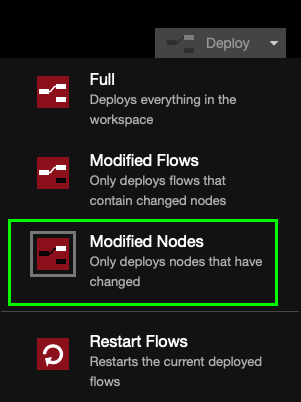 Deploy
Full
Deploys everything in the
workspace
Modified Flows
Only deploys flows that
contain changed nodes
Modified Nodes
Only deploys nodes that have
changed
Restart Flows
Restarts the current deployed
flows